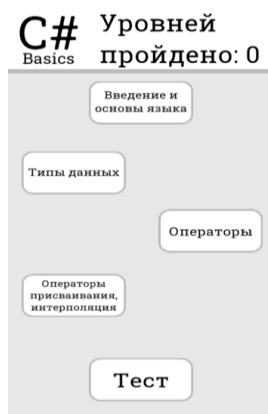 C#
Basics
Уровней
пройдено: 0
Введение и
основы языка
Типы данных
Операторы
Операторы
присваивания,
интерполяция
Тест